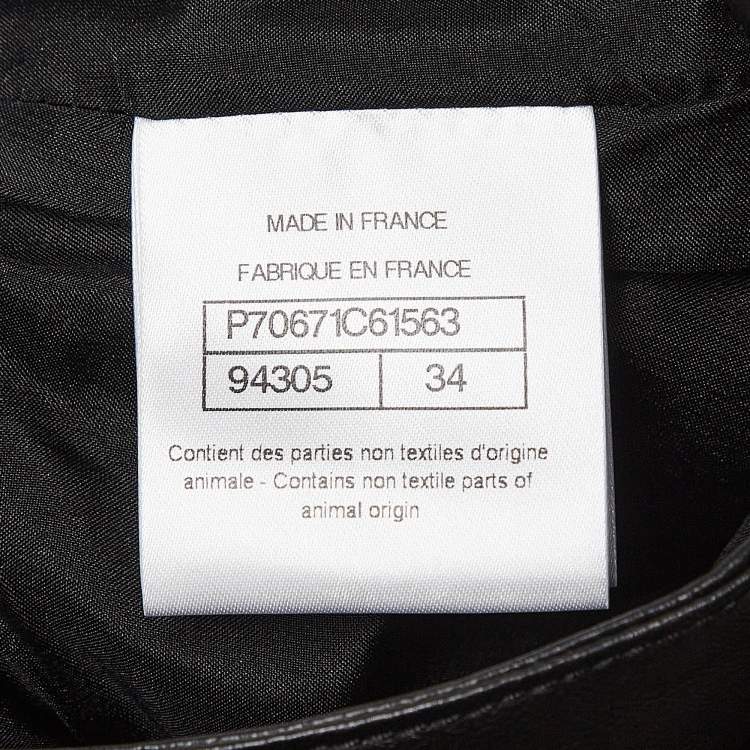 MADE IN FRANCE
FABRIQUE EN FRANCE
P70671C61563
94305 34
Contient des parties non textiles d'origine
animale - Contains non textile parts of
animal origin